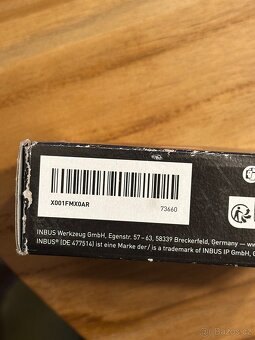 X001FMX0AR
73660
INBUS Werkzeug GmbH, Egenstr. 57–63, 58339 Breckerfeld, Germany —
INBUS® [DE 477514] ist eine Marke der / is a trademark of INBUS IP GmbH,